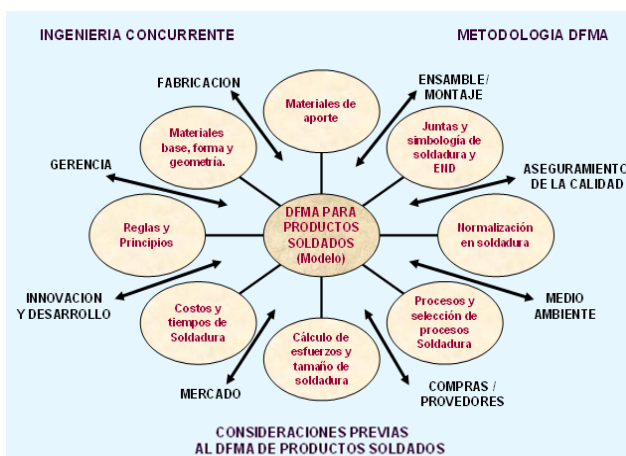 INGENIERIA CONCURRENTE
METODOLOGIA DFMA
FABRICACION
ENSAMBLE/
MONTAJE
Materiales de
aporte
Materiales
base, forma y
geometría.
Juntas y
simbología de
soldadura y
END
GERENCIA
ASEGURAMIENTO
DE LA CALIDAD
Reglas y
Principios
DFMA PARA
PRODUCTOS
SOLDADOS
(Modelo)
Normalización
en soldadura
INNOVACION
Y DESARROLLO
MEDIO
AMBIENTE
Costos y
tiempos de
Soldadura
Cálculo de
esfuerzos y
tamaño de
soldadura
Procesos y
selección de
procesos
Soldadura
MERCADO
COMPRAS /
PROVEDORES
CONSIDERACIONES PREVIAS
AL DFMA DE PRODUCTOS SOLDADOS